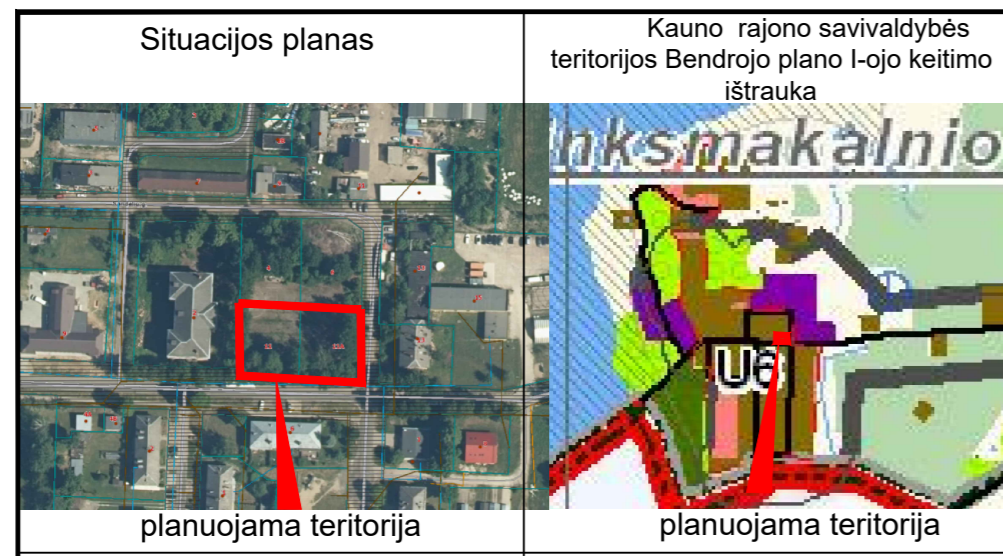 Situacijos planas
Kauno rajono savivaldybės
teritorijos Bendrojo plano I-ojo keitimo
ištrauka
nksmakalnio
U6
planuojama teritorija
planuojama teritorija